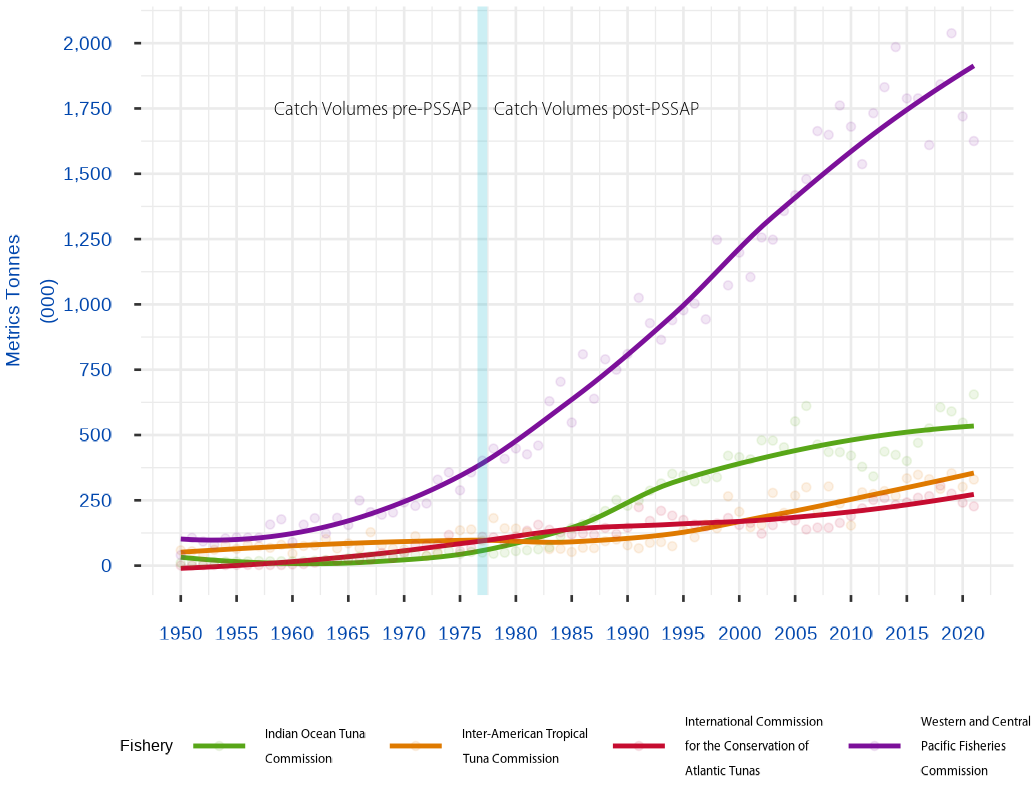 2,000
Catch Volumes pre-PSSAP Catch Volumes post-PSSAP
1,750
1,500
1,250
Metrics Tonnes
(000)
1,000
750
500
250
0
1950 1955 1960 1965 1970 1975 1980 1985 1990 1995 2000 2005 2010 2015 2020
Fishery
Indian Ocean Tuna
Commission
Inter-American Tropical
Tuna Commission
International Commission
for the Conservation of
Atlantic Tunas
Western and Central
Pacific Fisheries
Commission